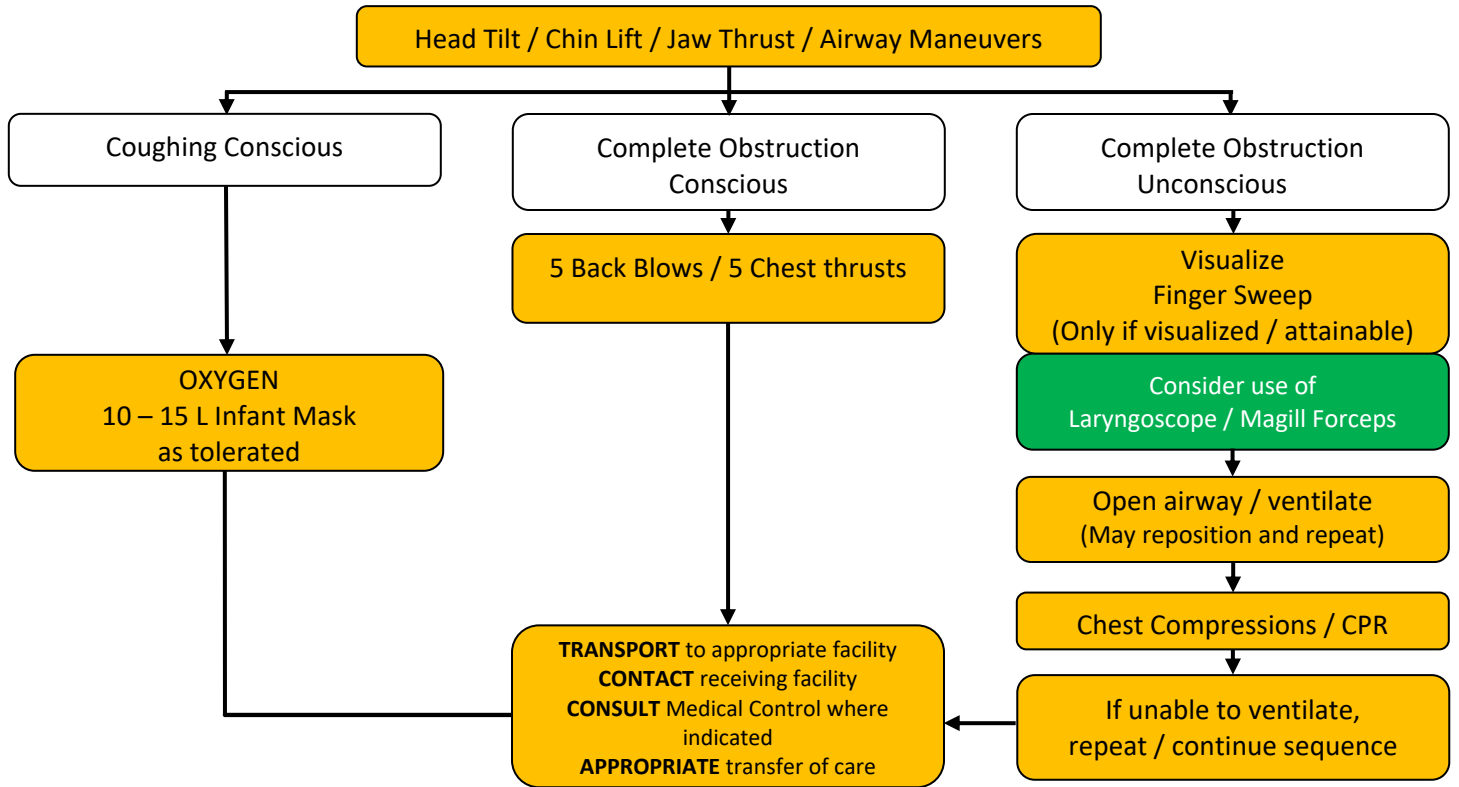 Head Tilt / Chin Lift / Jaw Thrust / Airway Maneuvers
Coughing Conscious
Complete Obstruction
Conscious
Complete Obstruction
Unconscious
5 Back Blows / 5 Chest thrusts
Visualize
Finger Sweep
(Only if visualized / attainable)
OXYGEN
10 – 15 L Infant Mask
as tolerated
Consider use of
Laryngoscope / Magill Forceps
Open airway / ventilate
(May reposition and repeat)
Chest Compressions / CPR
TRANSPORT to appropriate facility
CONTACT receiving facility
CONSULT Medical Control where
indicated
APPROPRIATE transfer of care
If unable to ventilate,
repeat / continue sequence